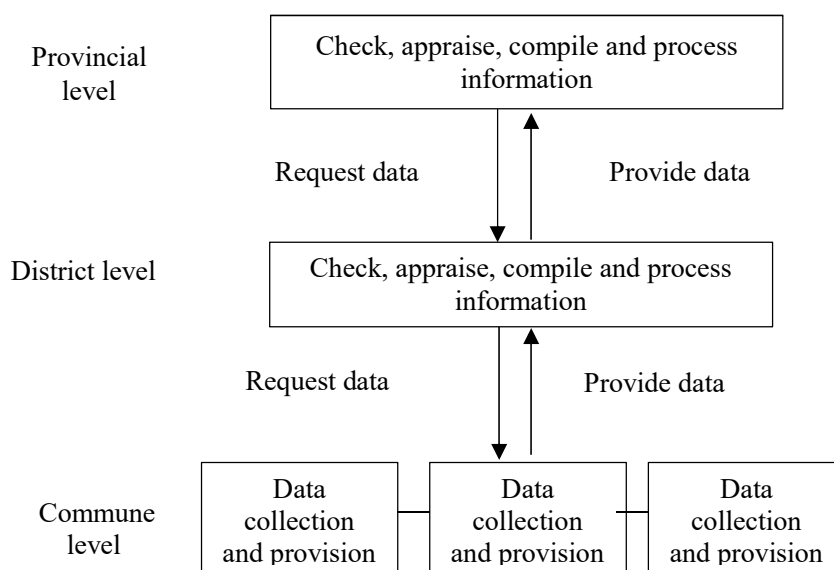 Provincial
level
Check, appraise, compile and process
information
Request data
Provide data
District level
Check, appraise, compile and process
information
Request data
Provide data
Commune
level
Data
collection
and provision
Data
collection
and provision
Data
collection
and provision